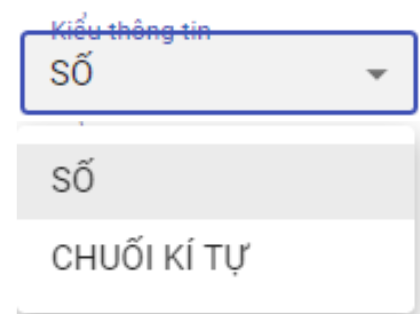 Kiểu thông tin
SỐ
SỐ
CHUỖI KÍ TỰ